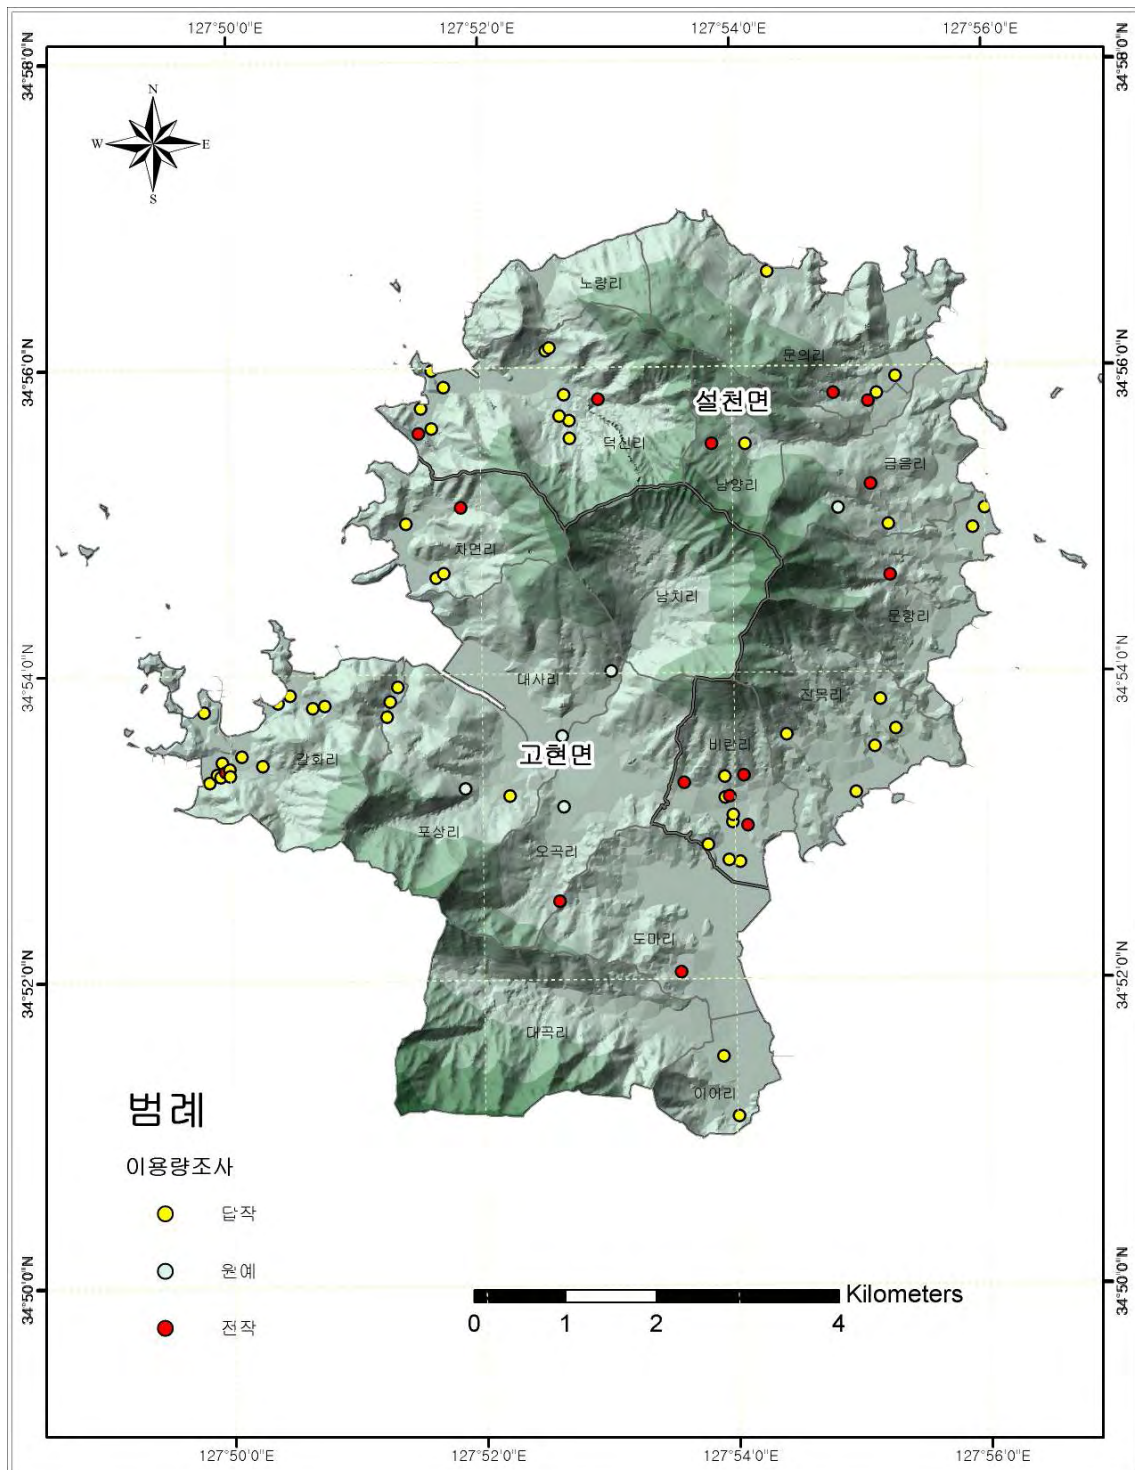 127°50'0"E 127°52'0"E 127°54'0"E 127°56'0"E
34°58'0"N 34°58'0"N
N
W E
S
노량리
문의리
34°56'0"N 34°56'0"N
설천면
덕신리
금음리
남양리
차면리
남치리
문항리
34°54'0"N 34°54'0"N
대사리
진목리
비란리
고현면
갈화리
포상리
오곡리
도마리
34°52'0"N 34°52'0"N
대곡리
이어리
범례
이용량조사
답작
원예
전작
34°50'0"N 34°50'0"N
Kilometers
0 1 2 4
127°50'0"E 127°52'0"E 127°54'0"E 127°56'0"E